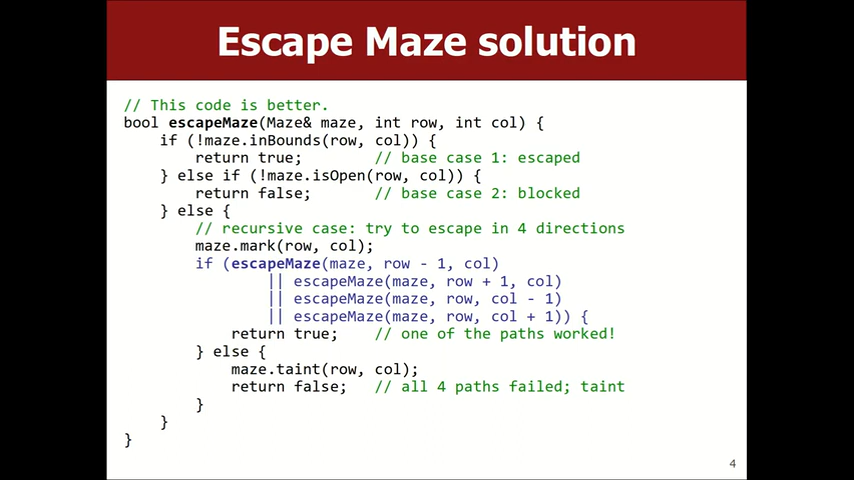 Escape Maze solution
// This code is better.
bool escapeMaze(Maze& maze, int row, int col) {
    if (!maze.inBounds(row, col)) {
        return true;        // base case 1: escaped
    } else if (!maze.isOpen(row, col)) {
        return false;       // base case 2: blocked
    } else {
        // recursive case: try to escape in 4 directions
        maze.mark(row, col);
        if (escapeMaze(maze, row - 1, col)
                || escapeMaze(maze, row + 1, col)
                || escapeMaze(maze, row, col - 1)
                || escapeMaze(maze, row, col + 1)) {
            return true;    // one of the paths worked!
        } else {
            maze.taint(row, col);
            return false;   // all 4 paths failed; taint
        }
    }
}
4